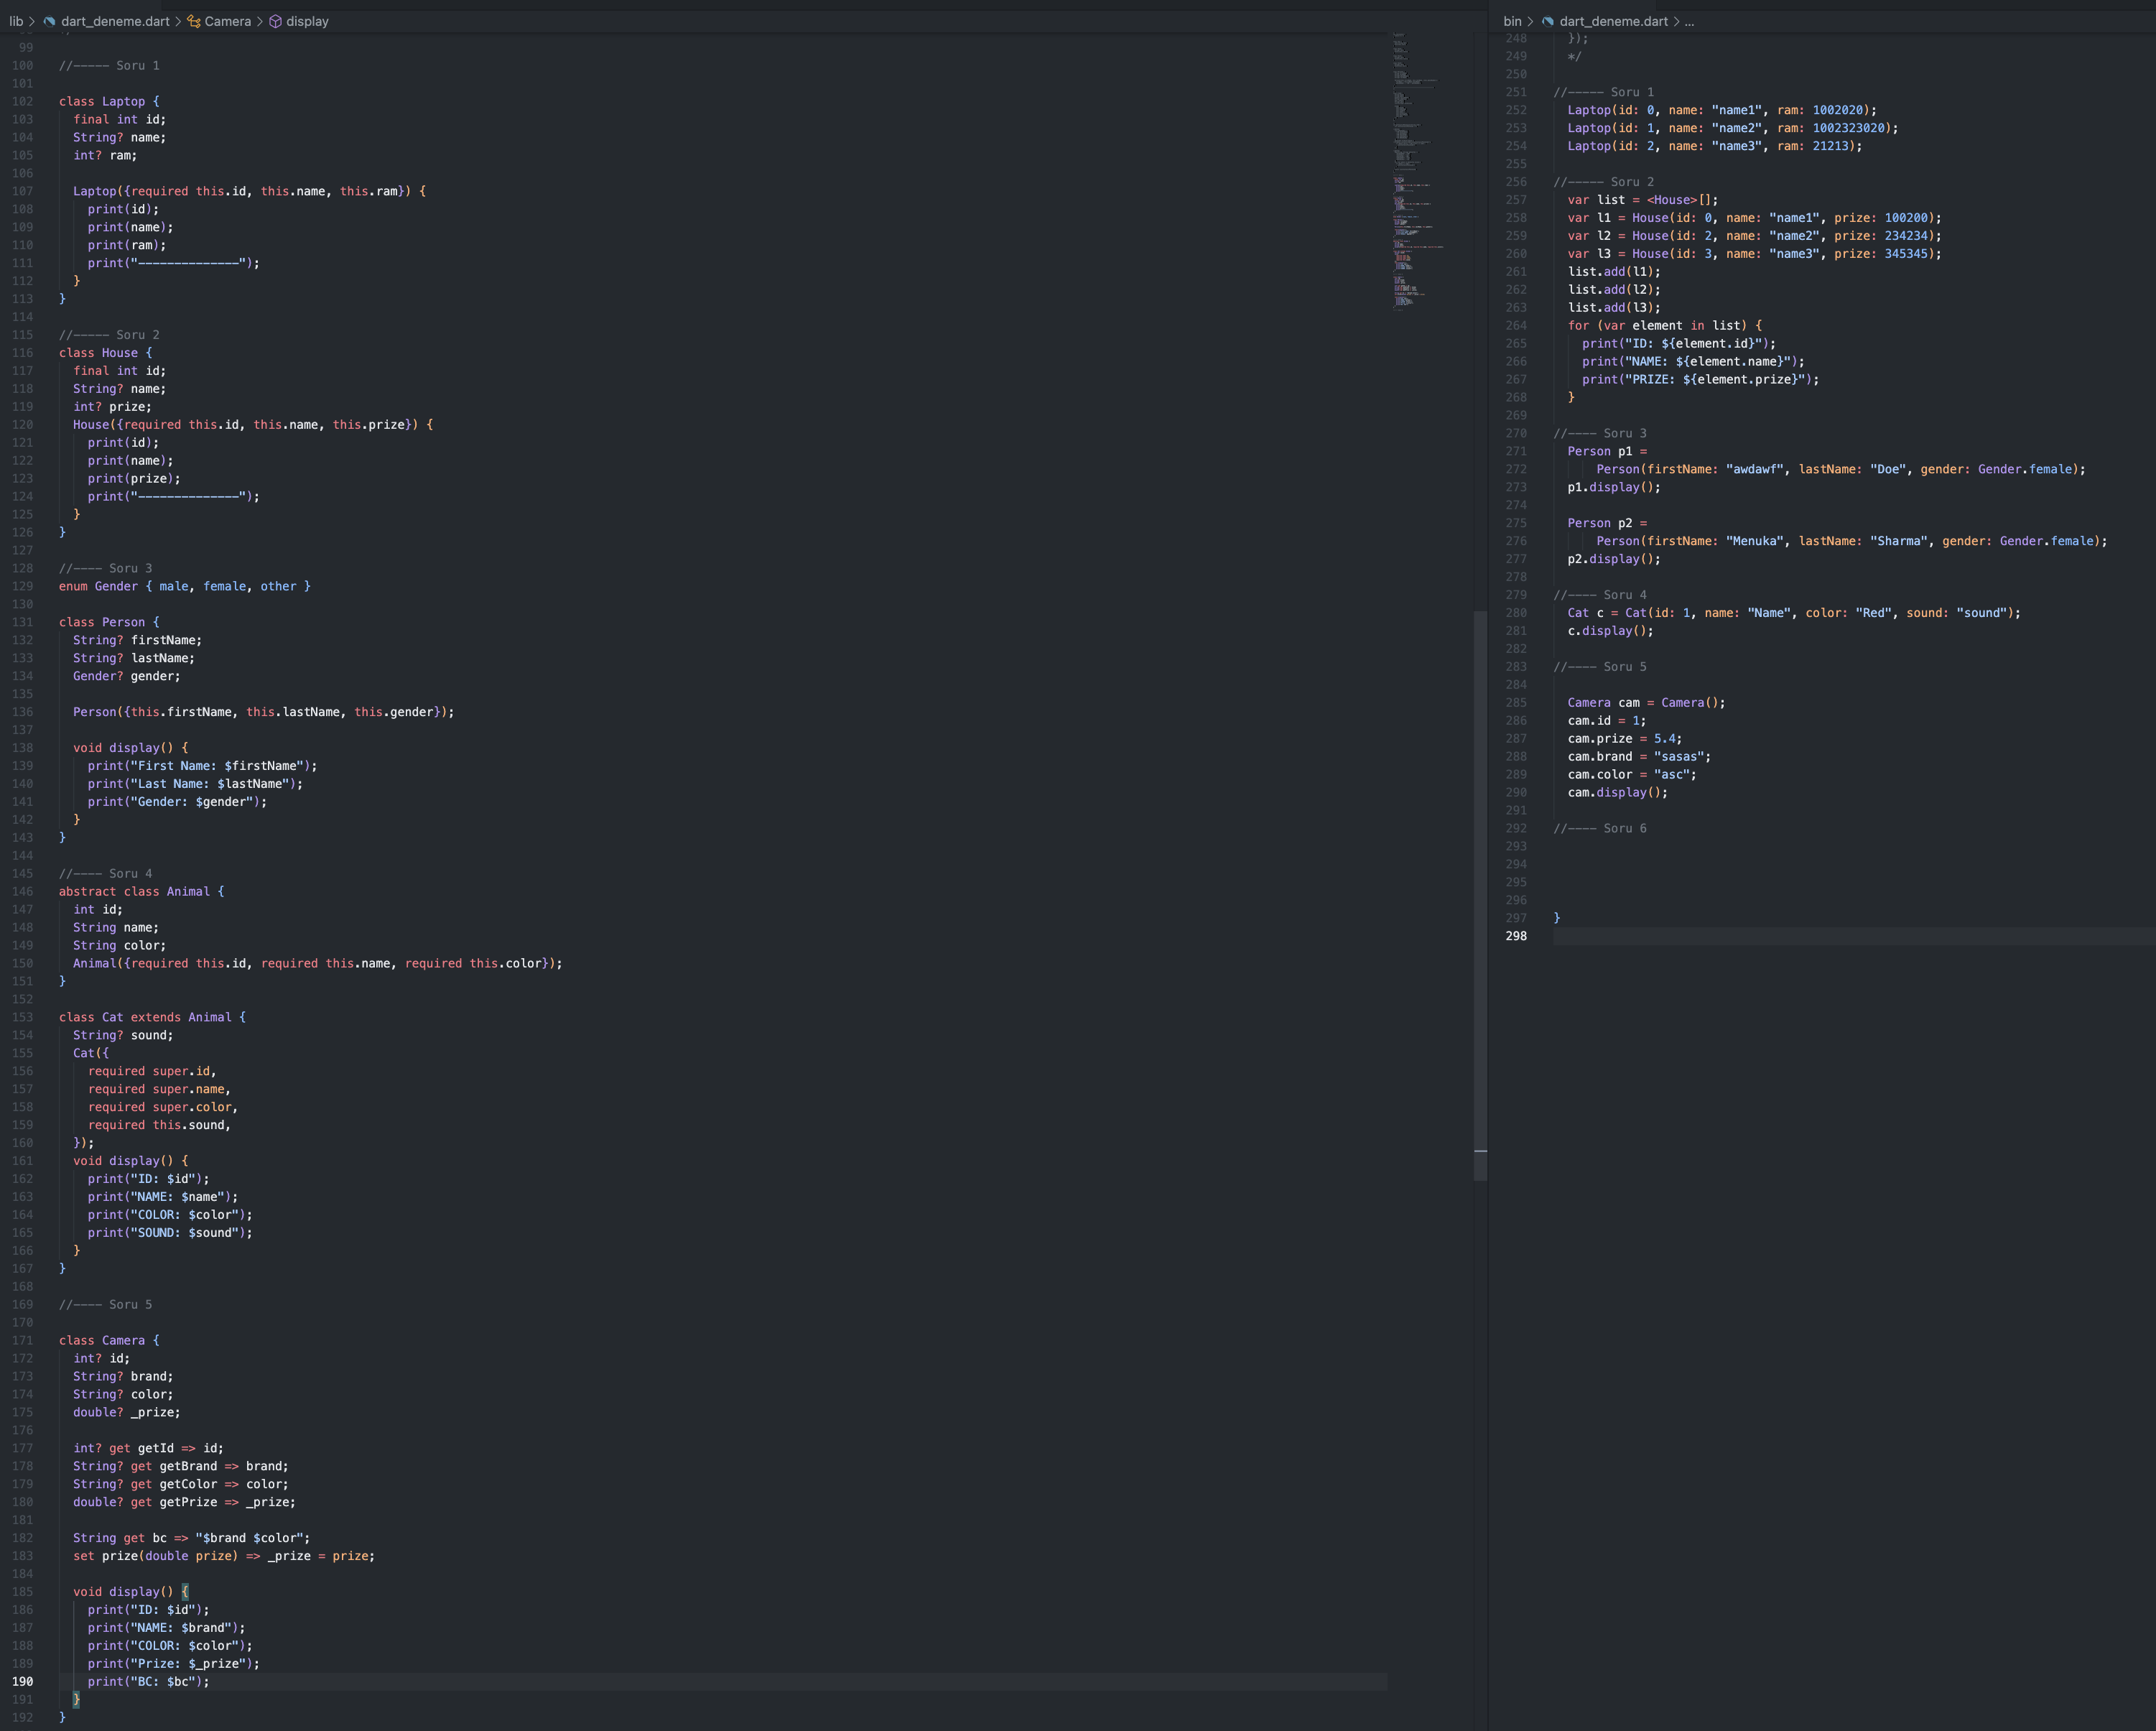 lib > dart_deneme.dart > Camera > display
99
100 //----- Soru 1
101
102 class Laptop {
103   final int id;
104   String? name;
105   int? ram;
106
107   Laptop({required this.id, this.name, this.ram}) {
108     print(id);
109     print(name);
110     print(ram);
111     print("--------------");
112   }
113 }
114
115 //----- Soru 2
116 class House {
117   final int id;
118   String? name;
119   int? prize;
120   House({required this.id, this.name, this.prize}) {
121     print(id);
122     print(name);
123     print(prize);
124     print("--------------");
125   }
126 }
127
128 //---- Soru 3
129 enum Gender { male, female, other }
130
131 class Person {
132   String? firstName;
133   String? lastName;
134   Gender? gender;
135
136   Person({this.firstName, this.lastName, this.gender});
137
138   void display() {
139     print("First Name: $firstName");
140     print("Last Name: $lastName");
141     print("Gender: $gender");
142   }
143 }
144
145 //---- Soru 4
146 abstract class Animal {
147   int id;
148   String name;
149   String color;
150   Animal({required this.id, required this.name, required this.color});
151 }
152
153 class Cat extends Animal {
154   String? sound;
155   Cat({
156     required super.id,
157     required super.name,
158     required super.color,
159     required this.sound,
160   });
161   void display() {
162     print("ID: $id");
163     print("NAME: $name");
164     print("COLOR: $color");
165     print("SOUND: $sound");
166   }
167 }
168
169 //---- Soru 5
170
171 class Camera {
172   int? id;
173   String? brand;
174   String? color;
175   double? _prize;
176
177   int? get getId => id;
178   String? get getBrand => brand;
179   String? get getColor => color;
180   double? get getPrize => _prize;
181
182   String get bc => "$brand $color";
183   set prize(double prize) => _prize = prize;
184
185   void display() {
186     print("ID: $id");
187     print("NAME: $brand");
188     print("COLOR: $color");
189     print("Prize: $_prize");
190     print("BC: $bc");
191   }
192 }
bin > dart_deneme.dart > ...
248   });
249   */
250
251 //----- Soru 1
252   Laptop(id: 0, name: "name1", ram: 1002020);
253   Laptop(id: 1, name: "name2", ram: 1002323020);
254   Laptop(id: 2, name: "name3", ram: 21213);
255
256 //----- Soru 2
257   var list = <House>[];
258   var l1 = House(id: 0, name: "name1", prize: 100200);
259   var l2 = House(id: 2, name: "name2", prize: 234234);
260   var l3 = House(id: 3, name: "name3", prize: 345345);
261   list.add(l1);
262   list.add(l2);
263   list.add(l3);
264   for (var element in list) {
265     print("ID: ${element.id}");
266     print("NAME: ${element.name}");
267     print("PRIZE: ${element.prize}");
268   }
269
270 //---- Soru 3
271   Person p1 =
272       Person(firstName: "awdawf", lastName: "Doe", gender: Gender.female);
273   p1.display();
274
275   Person p2 =
276       Person(firstName: "Menuka", lastName: "Sharma", gender: Gender.female);
277   p2.display();
278
279 //---- Soru 4
280   Cat c = Cat(id: 1, name: "Name", color: "Red", sound: "sound");
281   c.display();
282
283 //---- Soru 5
284
285   Camera cam = Camera();
286   cam.id = 1;
287   cam.prize = 5.4;
288   cam.brand = "sasas";
289   cam.color = "asc";
290   cam.display();
291
292 //---- Soru 6
293
294
295
296
297 }
298